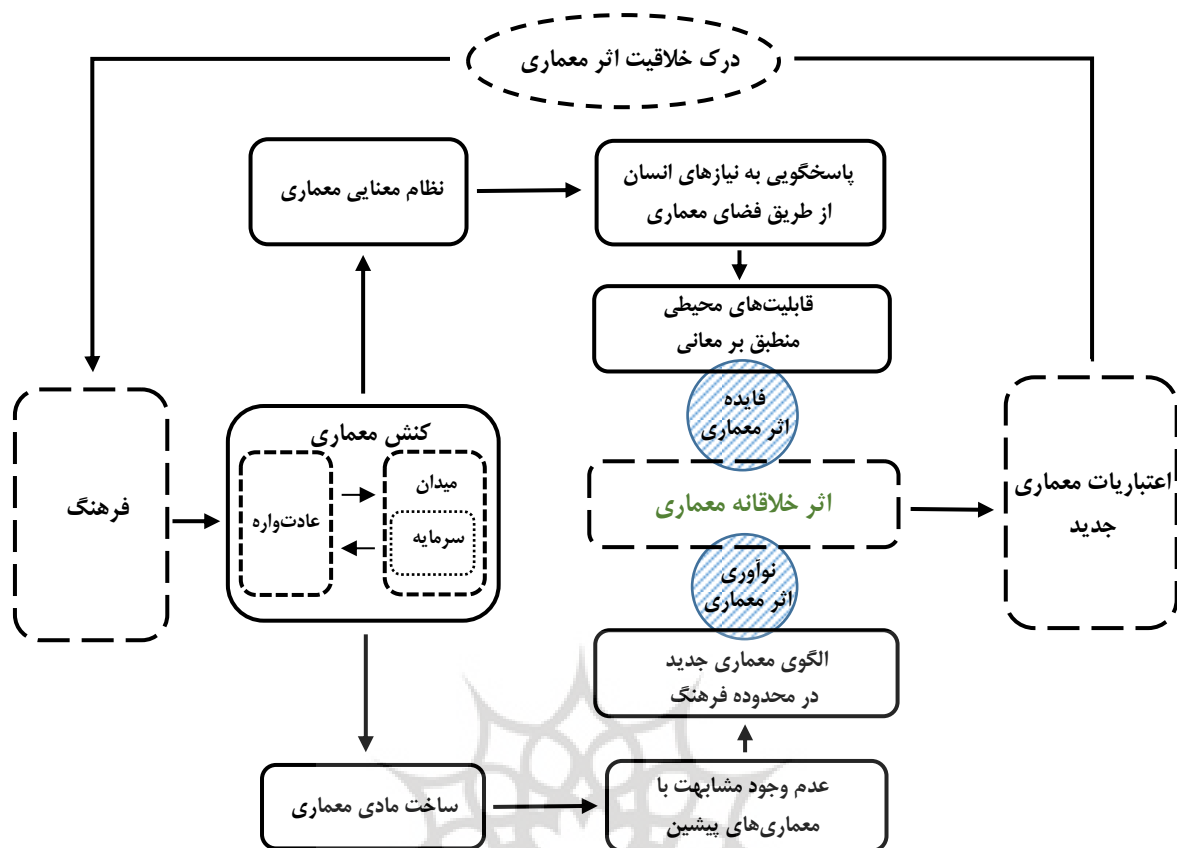 درک خلاقیت اثر معماری
پاسخگویی به نیازهای انسان
از طریق فضای معماری
نظام معنایی معماری
قابلیت‌های محیطی
منطبق بر معانی
فایده
اثر معماری
کنش معماری
میدان
سرمایه
عادت‌واره
فرهنگ
اثر خلاقانه معماری
اعتباریات معماری
جدید
نوآوری
اثر معماری
الگوی معماری جدید
در محدوده فرهنگ
عدم وجود مشابهت با
معماری‌های پیشین
ساخت مادی معماری